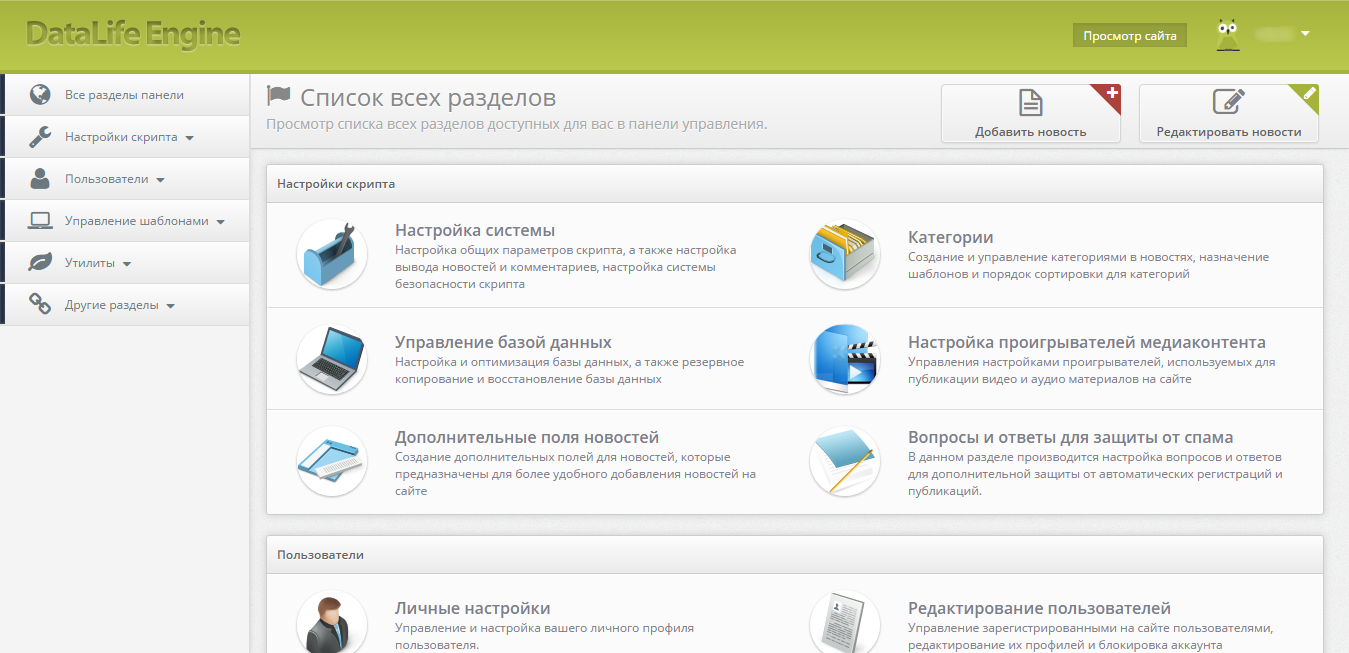 DataLife Engine
Просмотр сайта
Все разделы панели
Настройки скрипта
Пользователи
Управление шаблонами
Утилиты
Другие разделы
Список всех разделов
Просмотр списка всех разделов доступных для вас в панели управления.
Добавить новость
Редактировать новости
Настройки скрипта
Настройка системы
Настройка общих параметров скрипта, а также настройка
вывода новостей и комментариев, настройка системы
безопасности скрипта
Категории
Создание и управление категориями в новостях, назначение
шаблонов и порядок сортировки для категорий
Управление базой данных
Настройка и оптимизация базы данных, а также резервное
копирование и восстановление базы данных
Настройка проигрывателей медиаконтента
Управления настройками проигрывателей, используемых для
публикации видео и аудио материалов на сайте
Дополнительные поля новостей
Создание дополнительных полей для новостей, которые
предназначены для более удобного добавления новостей на
сайте
Вопросы и ответы для защиты от спама
В данном разделе производится настройка вопросов и ответов
для дополнительной защиты от автоматических регистраций и
публикаций.
Пользователи
Личные настройки
Управление и настройка вашего личного профиля
пользователя.
Редактирование пользователей
Управление зарегистрированными на сайте пользователями,
редактирование их профилей и блокировка аккаунта